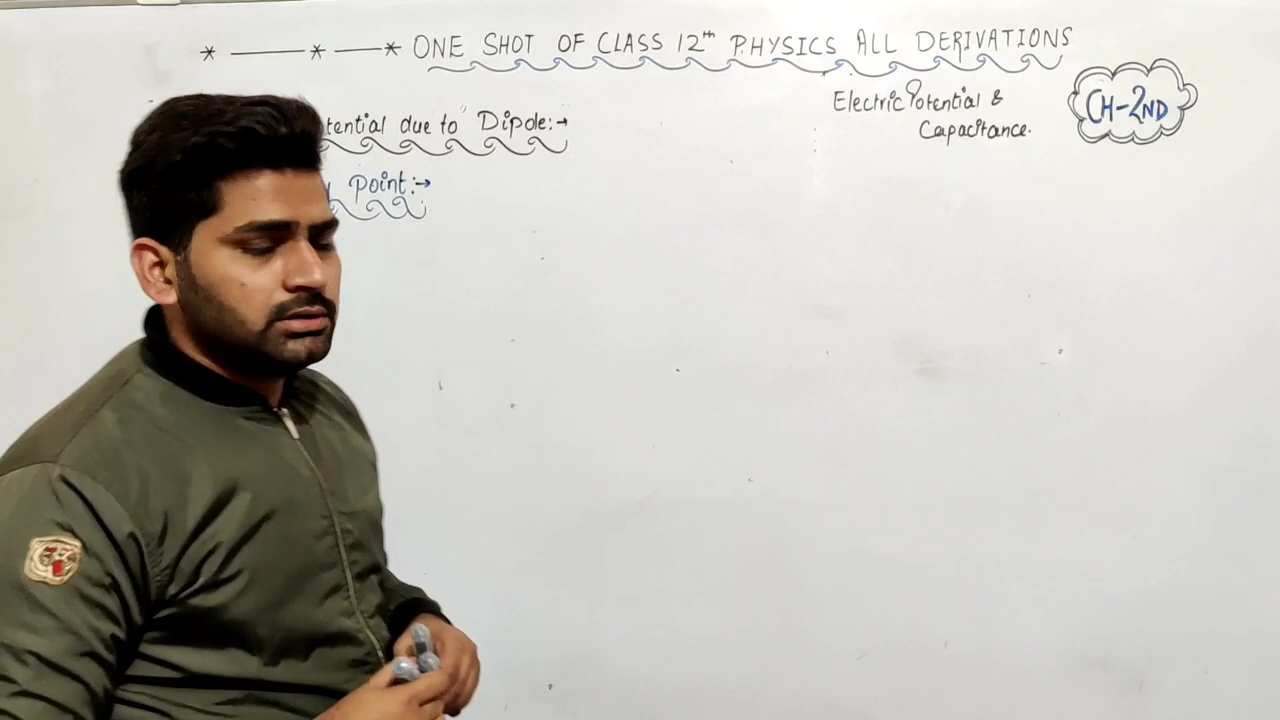 * —— * —* ONE SHOT OF CLASS 12th PHYSICS ALL DERIVATIONS
Electric Potential &
Capacitance.
CH-2ND
tential due to Dipole:→
Point:→